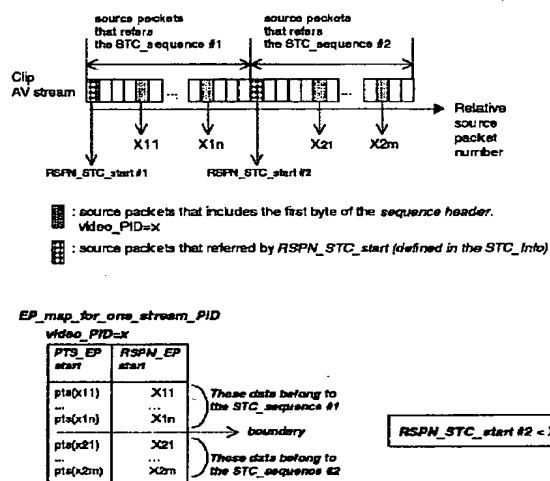 source packets
that refers
the STC_sequence #1
source packets
that refers
the STC_sequence #2
Clip
AV stream
...
...
Relative
source
packet
number
X11
X1n
X21
X2m
RSPN_STC_start #1
RSPN_STC_start #2
: source packets that includes the first byte of the sequence header.
video_PID=x
: source packets that referred by RSPN_STC_start (defined in the STC_Info)
EP_map_for_one_stream_PID
video_PID=x
PTS_EP
start
RSPN_EP
start
pts(x11)
X11
...
...
pts(x1n)
X1n
These data belong to
the STC_sequence #1
boundary
pts(x21)
X21
...
...
pts(x2m)
X2m
These data belong to
the STC_sequence #2
RSPN_STC_start #2 <